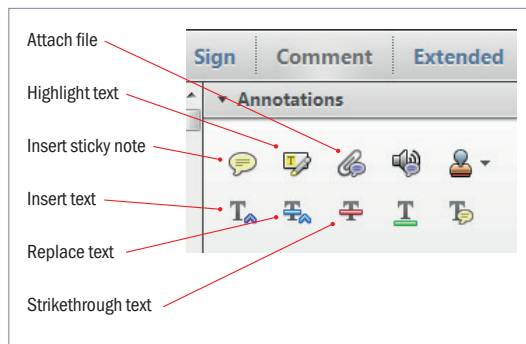 Attach file
Sign Comment Extended
Highlight text
Annotations
Insert sticky note
T
Insert text
T T T T T
Replace text
Strikethrough text